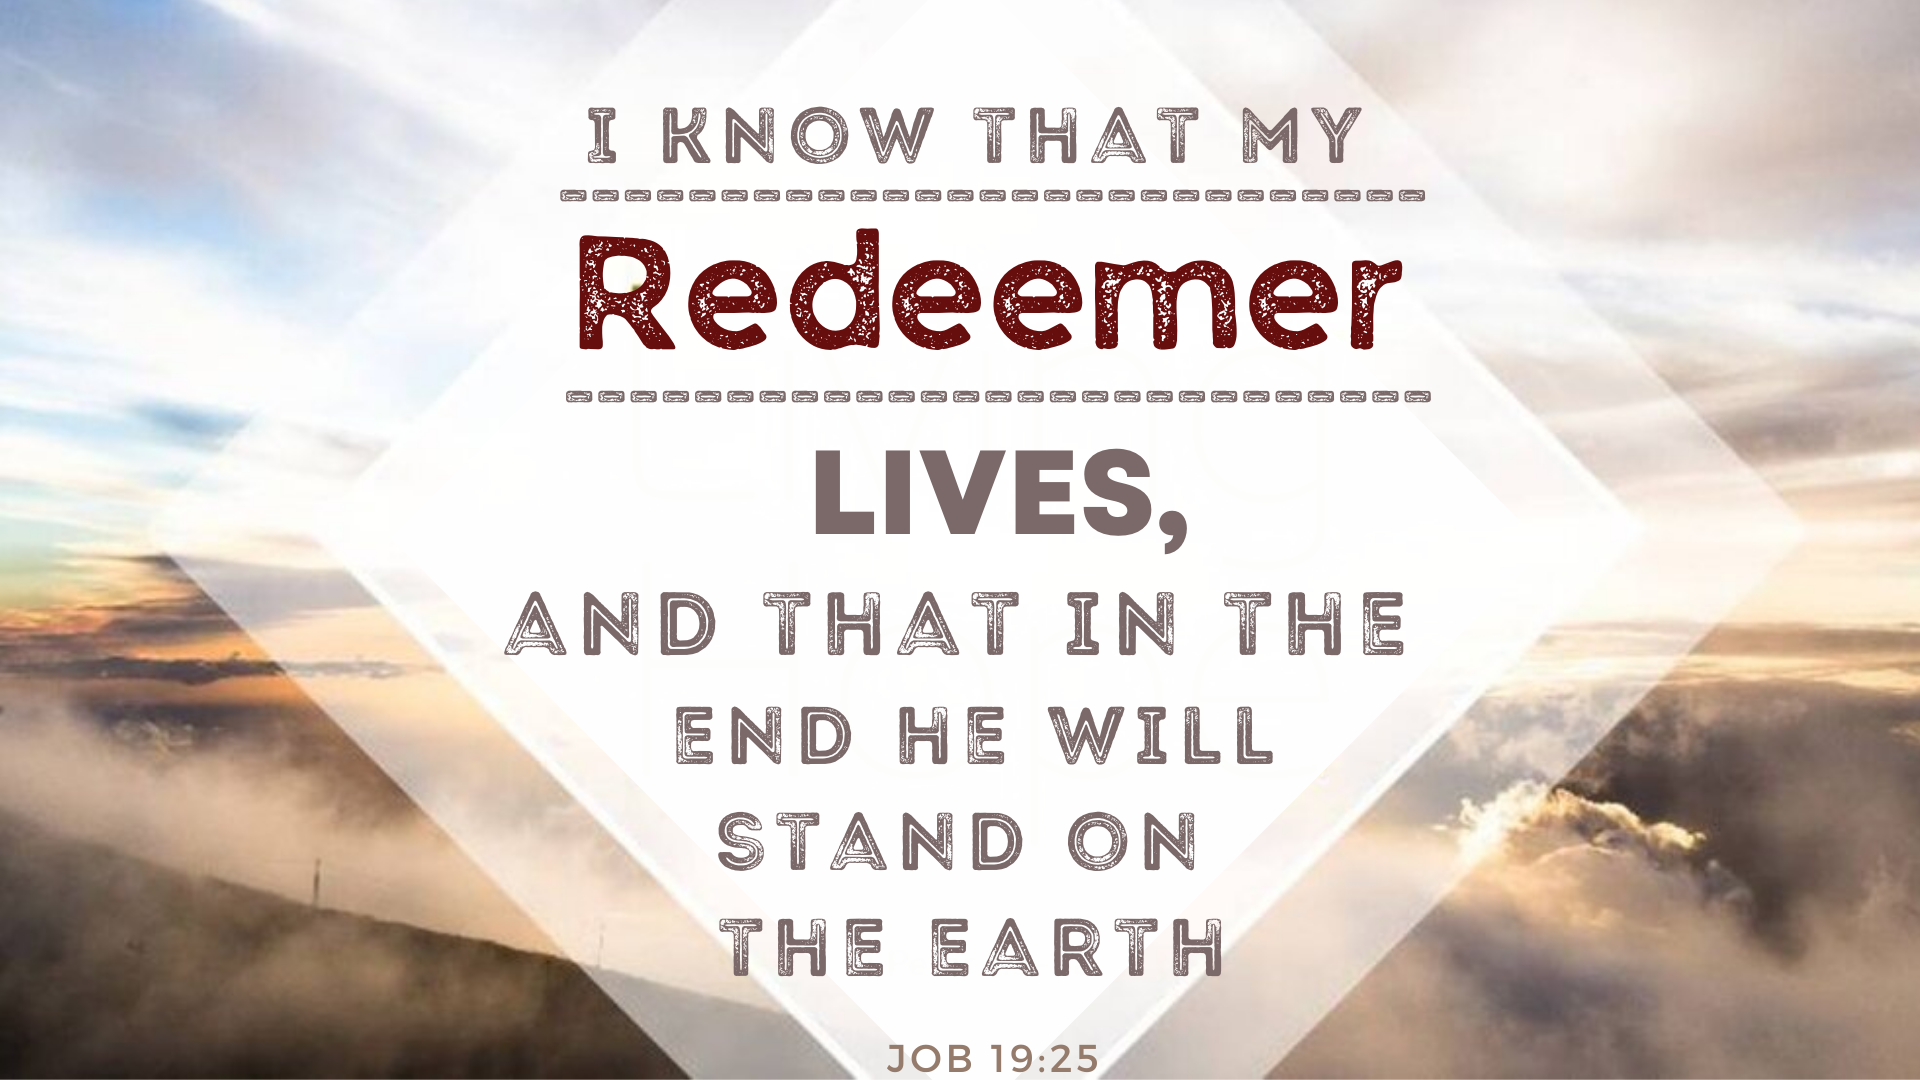 I KNOW THAT MY
Redeemer
LIVES,
AND THAT IN THE
END HE WILL
STAND ON
THE EARTH
JOB 19:25